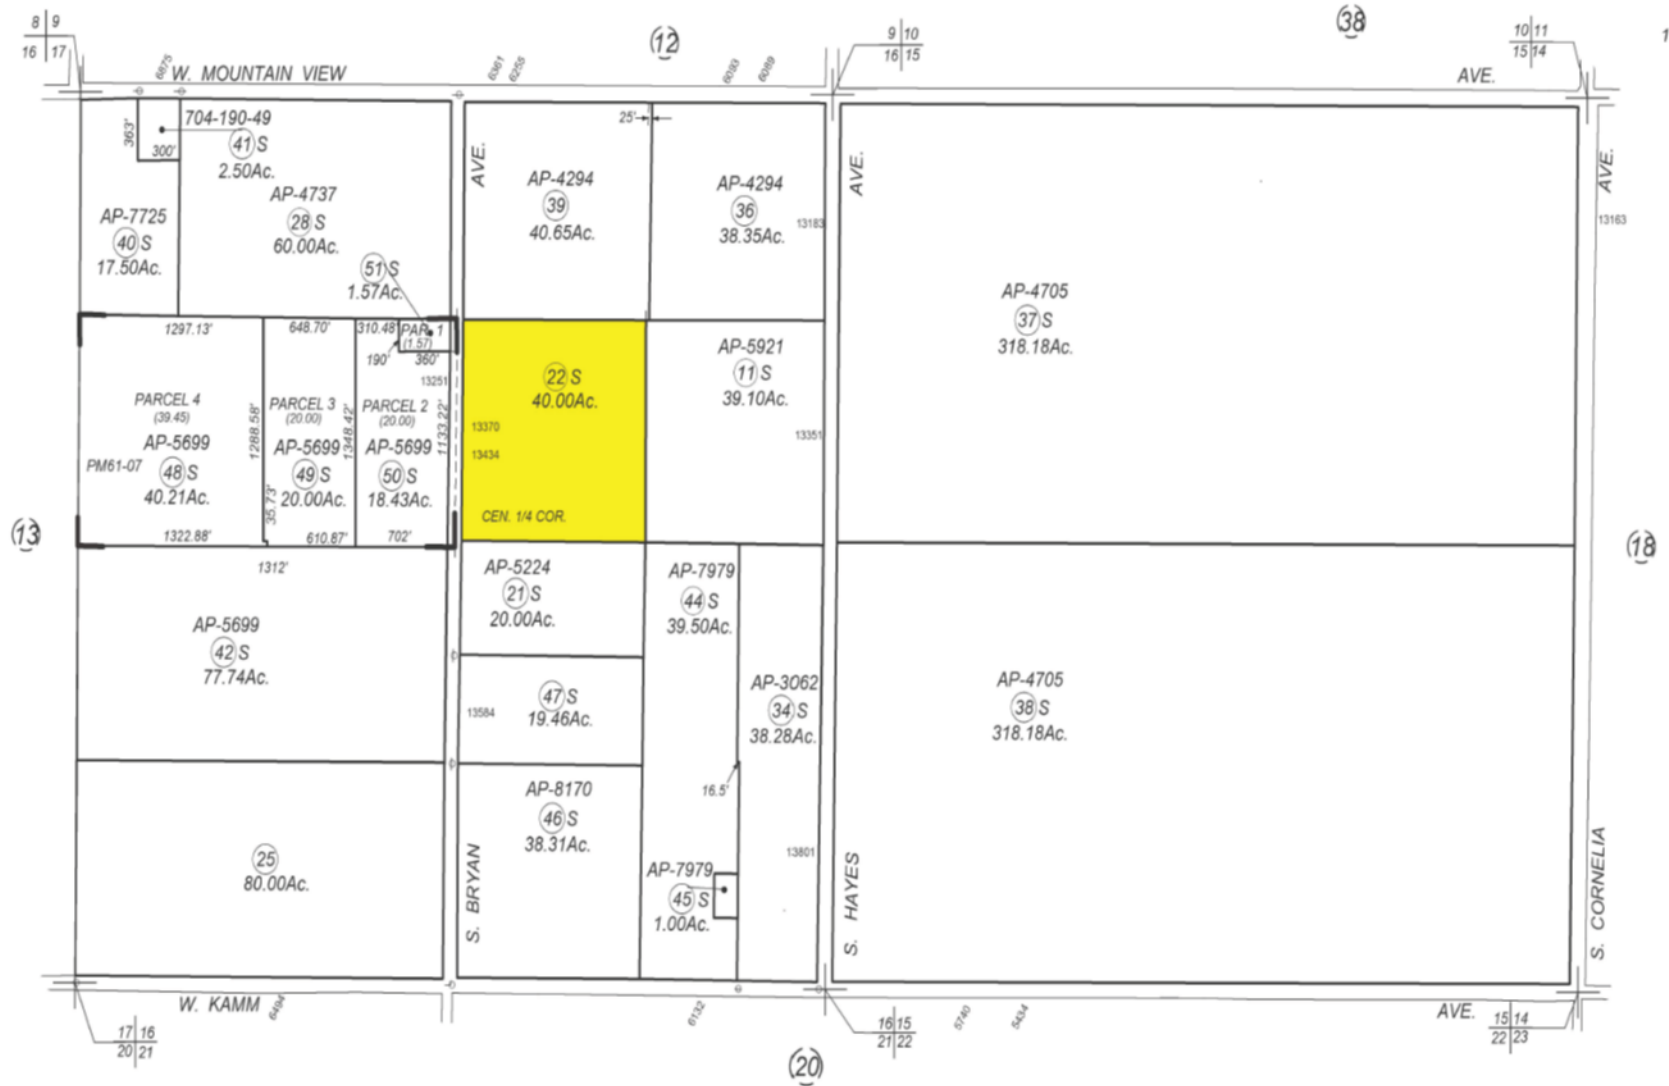 8 9
16 17
(12)
9 10
16 15
(38)
10 11
15 14
1
6875
W. MOUNTAIN VIEW
6361
6255
6093
6089
AVE.
704-190-49
41 S
2.50Ac.
363'
300'
AP-4737
28 S
60.00Ac.
AP-7725
40 S
17.50Ac.
51 S
1.57Ac.
AVE.
AP-4294
39
40.65Ac.
25'
AP-4294
36
38.35Ac.
13183
AVE.
AVE.
13163
AP-4705
37 S
318.18Ac.
1297.13'
648.70'
310.48'
PAR. 1
(1.57)
190'
360'
13251
PARCEL 4
(39.45)
AP-5699
48 S
40.21Ac.
PM61-07
1288.58'
35.73'
PARCEL 3
(20.00)
AP-5699
49 S
20.00Ac.
1348.42'
PARCEL 2
(20.00)
AP-5699
50 S
18.43Ac.
1133.22'
1322.88'
610.87'
702'
22 S
40.00Ac.
13370
13434
CEN. 1/4 COR.
AP-5921
11 S
39.10Ac.
13351
(13)
(18)
1312'
AP-5699
42 S
77.74Ac.
AP-5224
21 S
20.00Ac.
AP-7979
44 S
39.50Ac.
47 S
19.46Ac.
13584
AP-3062
34 S
38.28Ac.
AP-4705
38 S
318.18Ac.
16.5'
AP-8170
46 S
38.31Ac.
25
80.00Ac.
AP-7979
45 S
1.00Ac.
13801
S. BRYAN
S. HAYES
S. CORNELIA
W. KAMM
6494
6132
5740
5434
AVE.
17 16
20 21
16 15
21 22
15 14
22 23
(20)